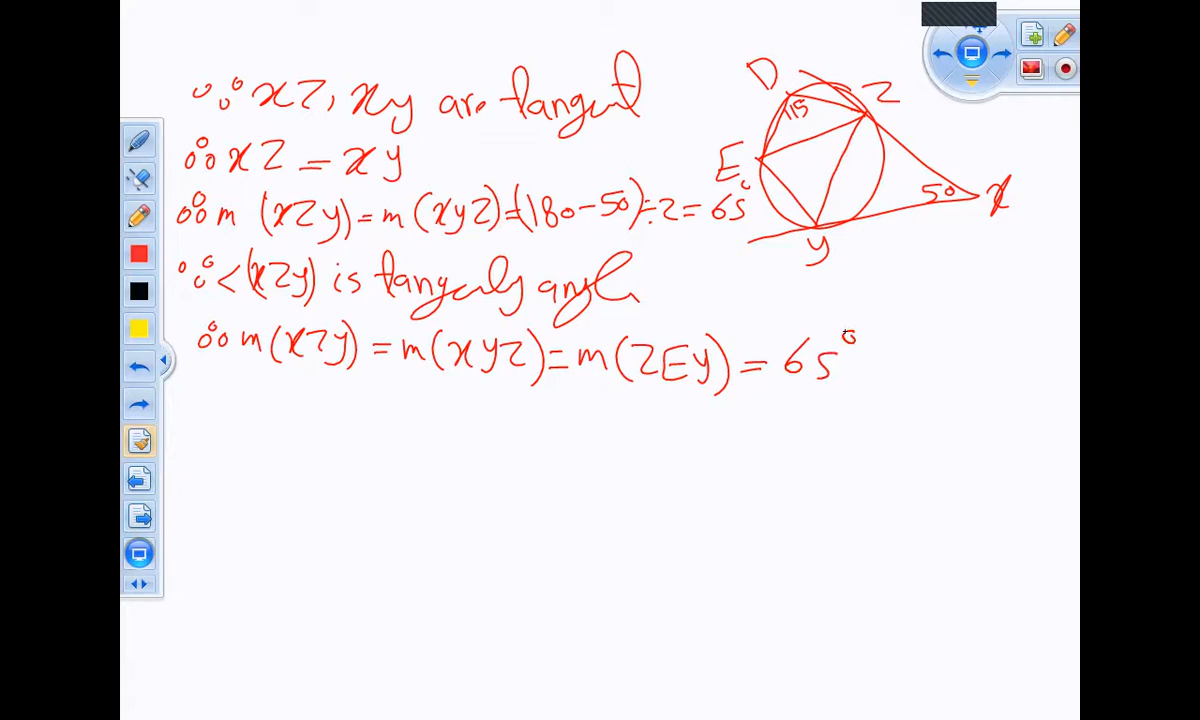 ∵ XZ, XY are tangent
∴ XZ = XY
∴ m (XZY) = m (XYZ) = (180 - 50) ÷ 2 = 65°
∵ < (XZY) is tangency angle
∴ m (XZY) = m (XYZ) = m (ZEY) = 65°
D
Z
115
E
50
X
Y